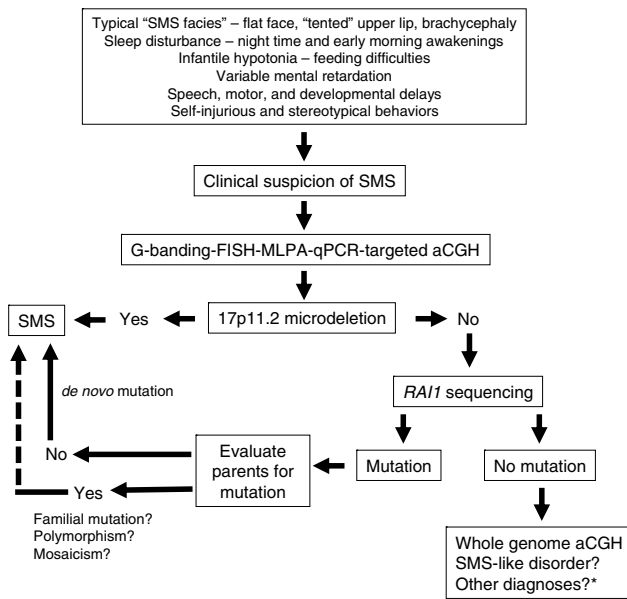 Typical “SMS facies” – flat face, “tented” upper lip, brachycephaly
Sleep disturbance – night time and early morning awakenings
Infantile hypotonia – feeding difficulties
Variable mental retardation
Speech, motor, and developmental delays
Self-injurious and stereotypical behaviors
Clinical suspicion of SMS
G-banding-FISH-MLPA-qPCR-targeted aCGH
SMS
Yes
17p11.2 microdeletion
No
RAI1 sequencing
de novo mutation
No
Evaluate
parents for
mutation
Mutation
No mutation
Yes
Familial mutation?
Polymorphism?
Mosaicism?
Whole genome aCGH
SMS-like disorder?
Other diagnoses?*